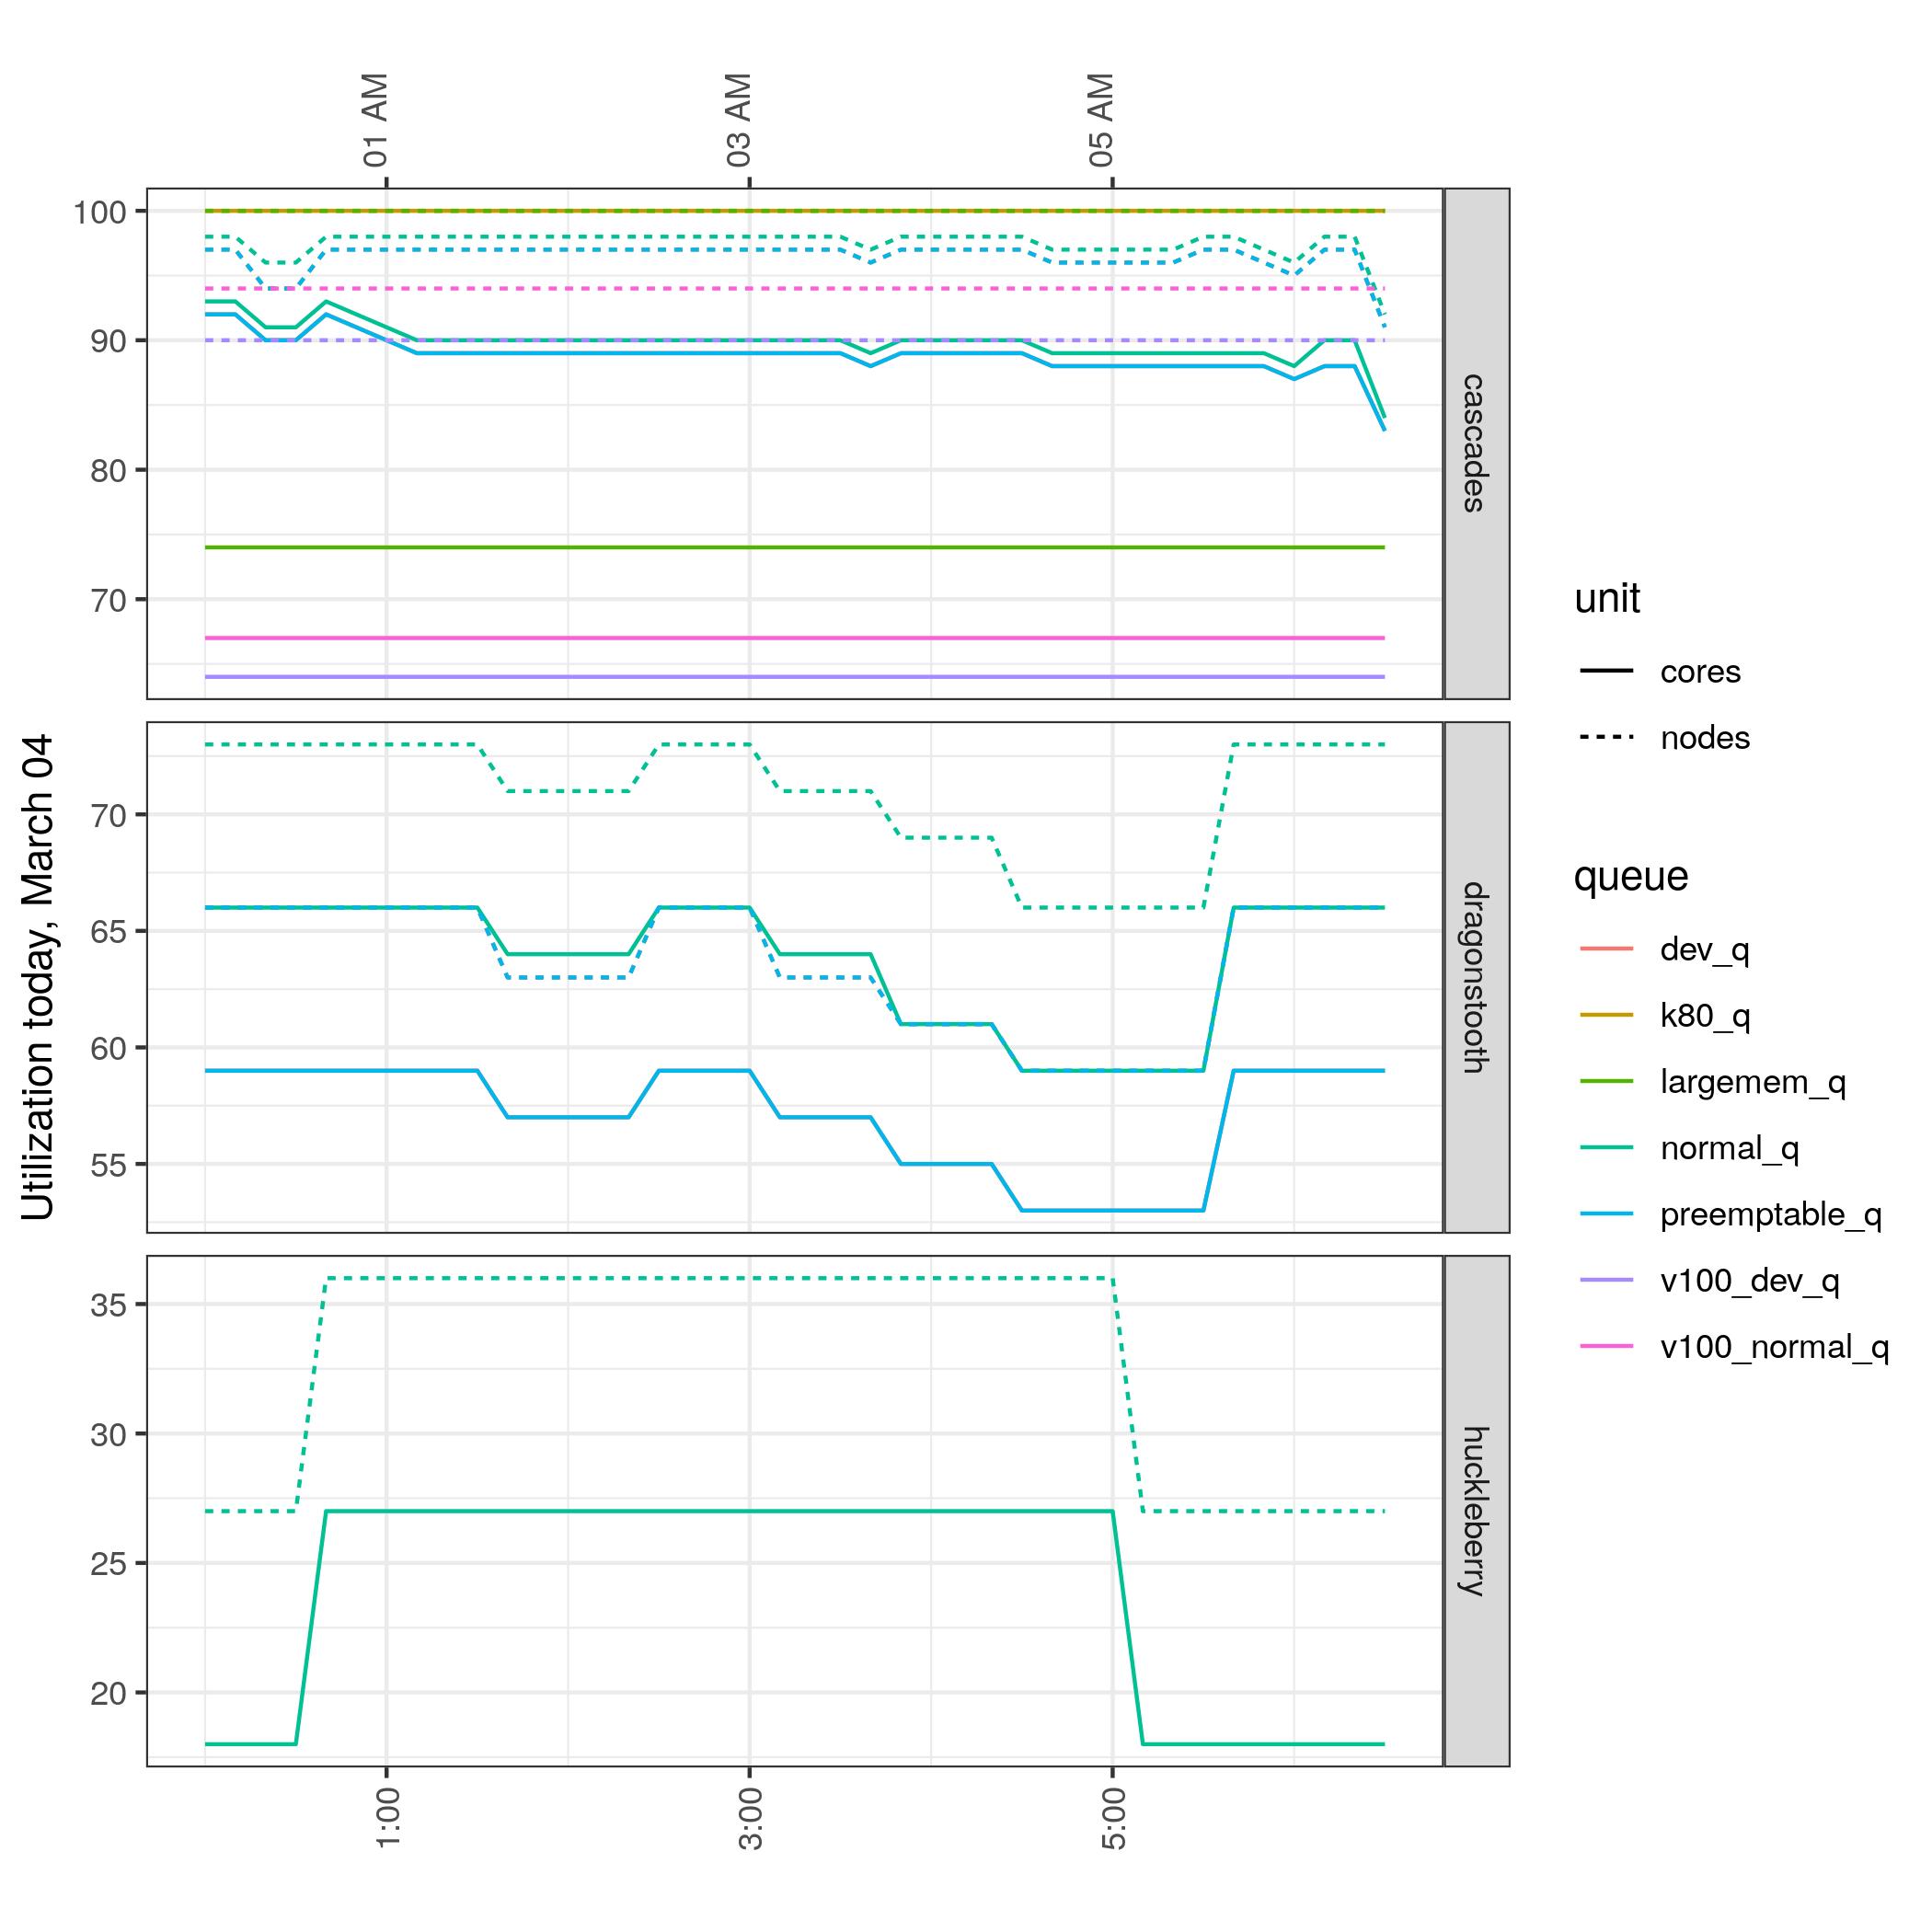 01 AM
03 AM
05 AM
Utilization today, March 04
100
90
80
70
cascades
70
65
60
55
dragonstooth
35
30
25
20
huckleberry
1:00
3:00
5:00
unit
cores
nodes
queue
dev_q
k80_q
largemem_q
normal_q
preemptable_q
v100_dev_q
v100_normal_q